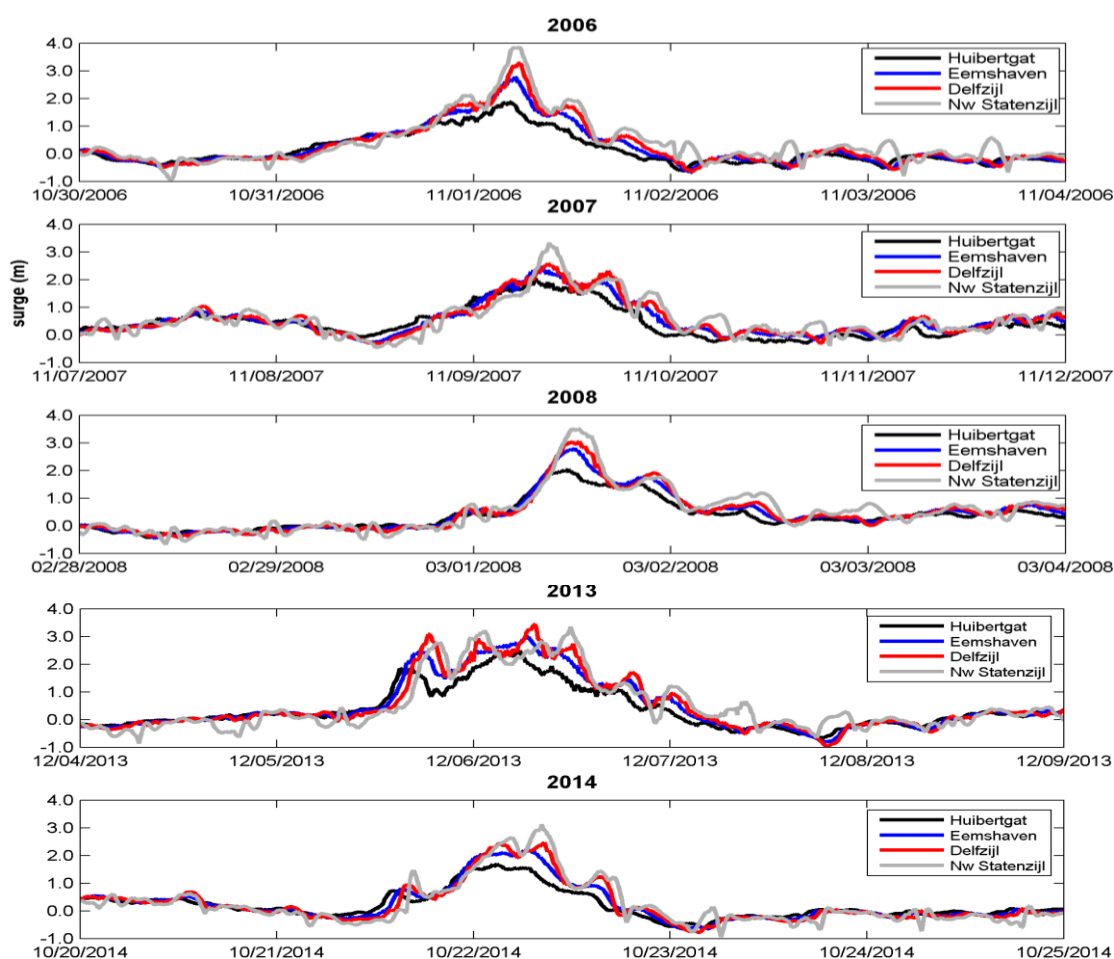 2006
4.0
3.0
2.0
1.0
0.0
-1.0
Huibertgat
Eemshaven
Delfzijl
Nw Statenzijl
10/30/2006 10/31/2006 11/01/2006 11/02/2006 11/03/2006 11/04/2006
2007
surge (m)
4.0
3.0
2.0
1.0
0.0
-1.0
Huibertgat
Eemshaven
Delfzijl
Nw Statenzijl
11/07/2007 11/08/2007 11/09/2007 11/10/2007 11/11/2007 11/12/2007
2008
4.0
3.0
2.0
1.0
0.0
-1.0
Huibertgat
Eemshaven
Delfzijl
Nw Statenzijl
02/28/2008 02/29/2008 03/01/2008 03/02/2008 03/03/2008 03/04/2008
2013
4.0
3.0
2.0
1.0
0.0
-1.0
Huibertgat
Eemshaven
Delfzijl
Nw Statenzijl
12/04/2013 12/05/2013 12/06/2013 12/07/2013 12/08/2013 12/09/2013
2014
4.0
3.0
2.0
1.0
0.0
-1.0
Huibertgat
Eemshaven
Delfzijl
Nw Statenzijl
10/20/2014 10/21/2014 10/22/2014 10/23/2014 10/24/2014 10/25/2014